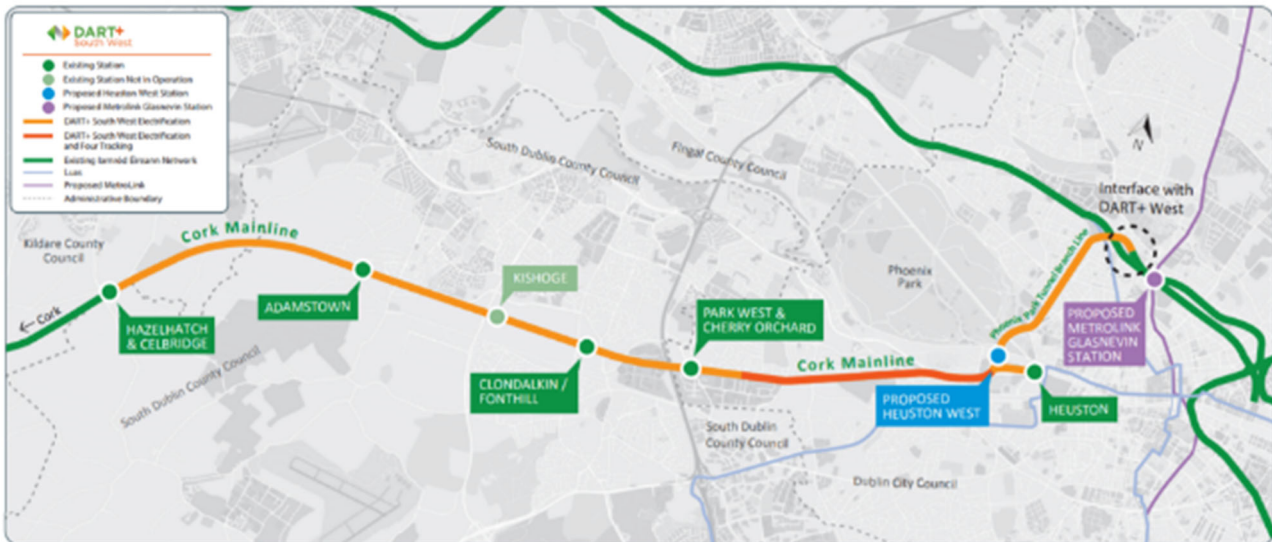 DART+
South West
Existing Station
Existing Station Not In Operation
Proposed Heuston West Station
Proposed Metrolink Glasnevin Station
DART+ South West Electrification
DART+ South West Electrification
and Four Tracking
Existing Iarnród Éireann Network
Luas
Proposed MetroLink
Administrative Boundary
South Dublin County Council
Fingal County Council
N
Interface with
DART+ West
Kildare County
Council
Cork Mainline
Phoenix
Park
Phoenix Park Tunnel Branch Line
KISHOGE
ADAMSTOWN
← Cork
HAZELHATCH
& CELBRIDGE
PARK WEST &
CHERRY ORCHARD
PROPOSED
METROLINK
GLASNEVIN
STATION
South Dublin County Council
CLONDALKIN /
FONTHILL
Cork Mainline
PROPOSED
HEUSTON WEST
HEUSTON
South Dublin
County Council
Dublin City Council